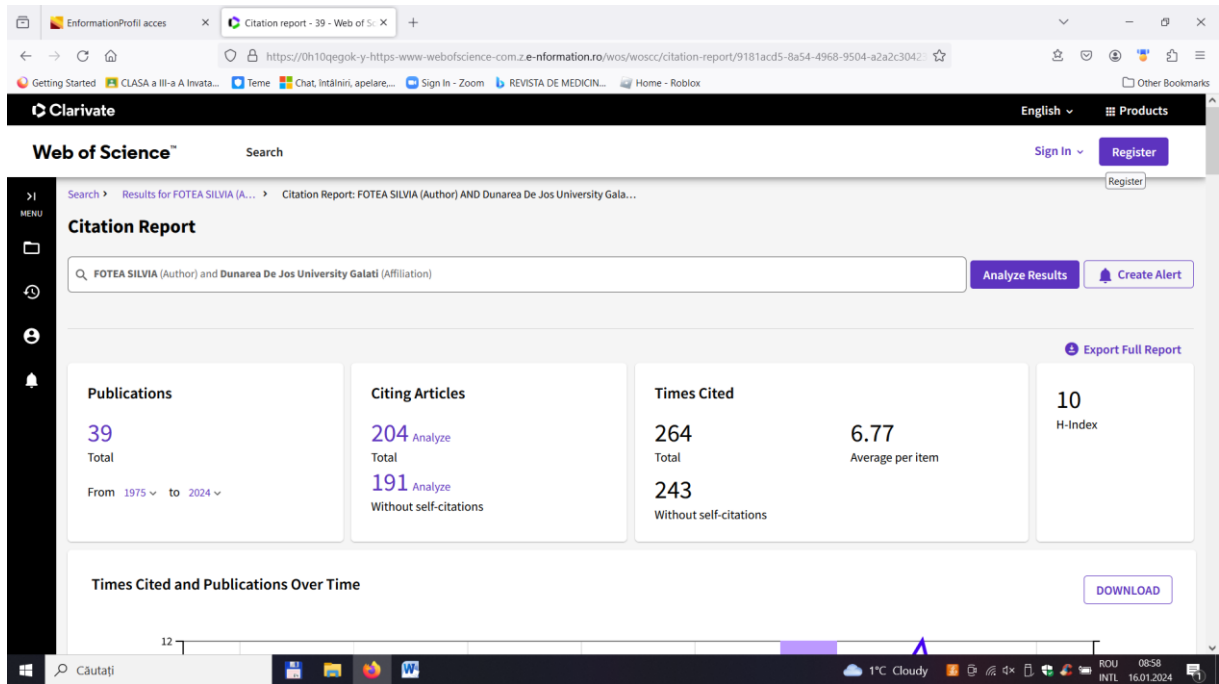 EnformationProfil acces
Citation report - 39 - Web of Sc
https://0h10qegok-y-https-www-webofscience-com.z.e-nformation.ro/wos/woscc/citation-report/9181acd5-8a54-4968-9504-a2a2c30423
Getting Started CLASA a III-a A Invata... Teme Chat, întâlniri, apelare,... Sign In - Zoom REVISTA DE MEDICIN... Home - Roblox Other Bookmarks
Clarivate English Products
Web of Science™ Search Sign In Register
Register
MENU
Search > Results for FOTEA SILVIA (A... > Citation Report: FOTEA SILVIA (Author) AND Dunarea De Jos University Gala...
Citation Report
FOTEA SILVIA (Author) and Dunarea De Jos University Galati (Affiliation)
Analyze Results Create Alert
Export Full Report
Publications
39
Total
From 1975 to 2024
Citing Articles
204 Analyze
Total
191 Analyze
Without self-citations
Times Cited
264
Total
6.77
Average per item
243
Without self-citations
10
H-Index
Times Cited and Publications Over Time
DOWNLOAD
12
Căutați
1°C Cloudy
ROU
INTL
08:58
16.01.2024